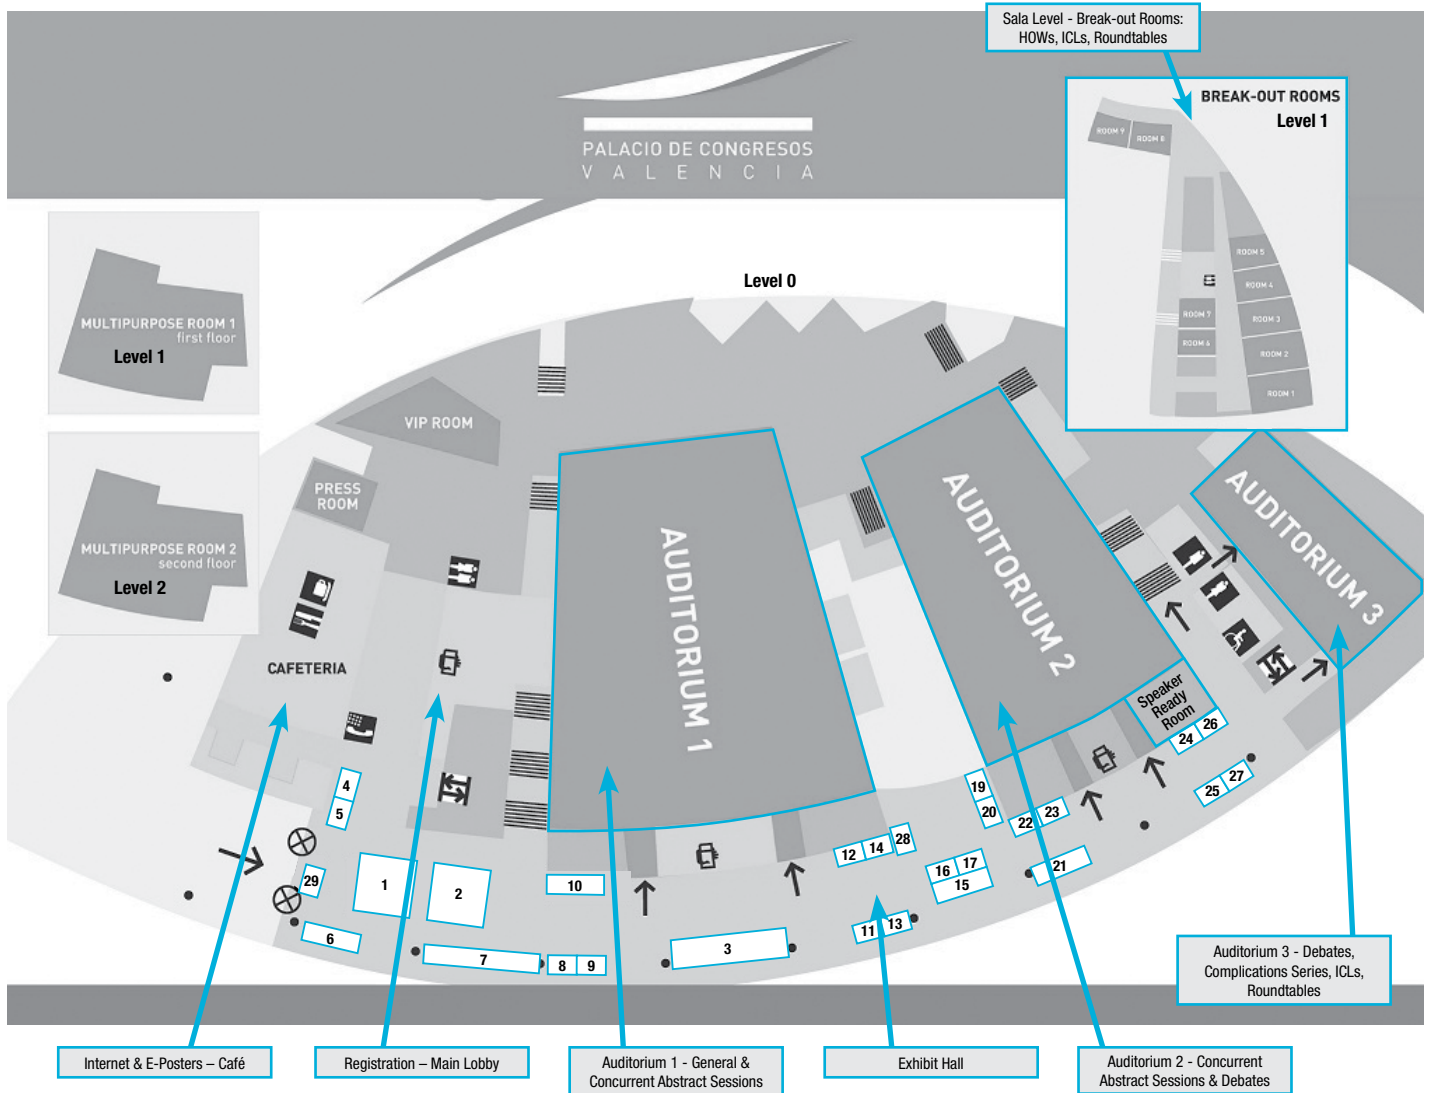 Sala Level - Break-out Rooms:
HOWs, ICLs, Roundtables
BREAK-OUT ROOMS
Level 1
ROOM 9
ROOM 8
ROOM 5
ROOM 4
ROOM 7
ROOM 3
ROOM 6
ROOM 2
ROOM 1
PALACIO DE CONGRESOS
VALENCIA
MULTIPURPOSE ROOM 1
first floor
Level 1
MULTIPURPOSE ROOM 2
second floor
Level 2
Level 0
VIP ROOM
PRESS
ROOM
CAFETERIA
AUDITORIUM 1
AUDITORIUM 2
AUDITORIUM 3
Speaker
Ready
Room
4
5
29
6
1
2
7
8
9
10
3
12
14
28
11
13
16
17
15
19
20
22
23
21
24
26
25
27
Auditorium 3 - Debates,
Complications Series, ICLs,
Roundtables
Internet & E-Posters – Café
Registration – Main Lobby
Auditorium 1 - General &
Concurrent Abstract Sessions
Exhibit Hall
Auditorium 2 - Concurrent
Abstract Sessions & Debates